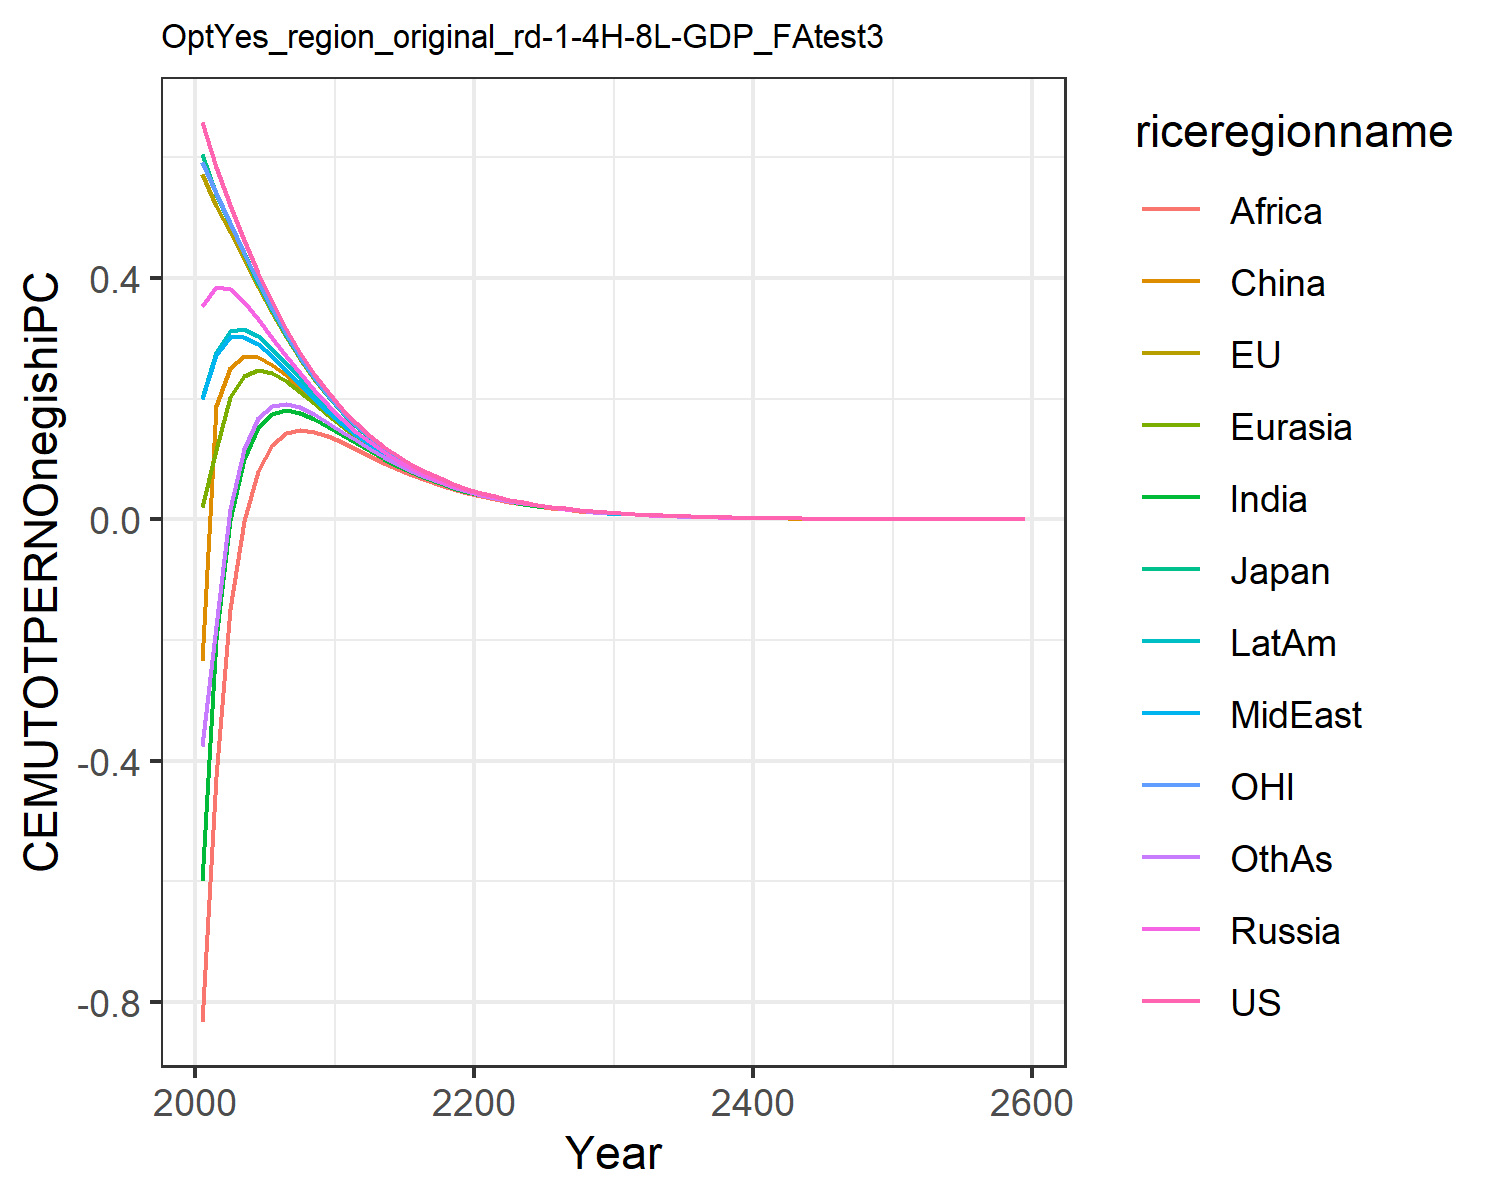 OptYes_region_original_rd-1-4H-8L-GDP_FAtest3
CEMUTOTPERNOnegishiPC
0.4
0.0
-0.4
-0.8
2000
2200
2400
2600
Year
riceregionname
Africa
China
EU
Eurasia
India
Japan
LatAm
MidEast
OHI
OthAs
Russia
US